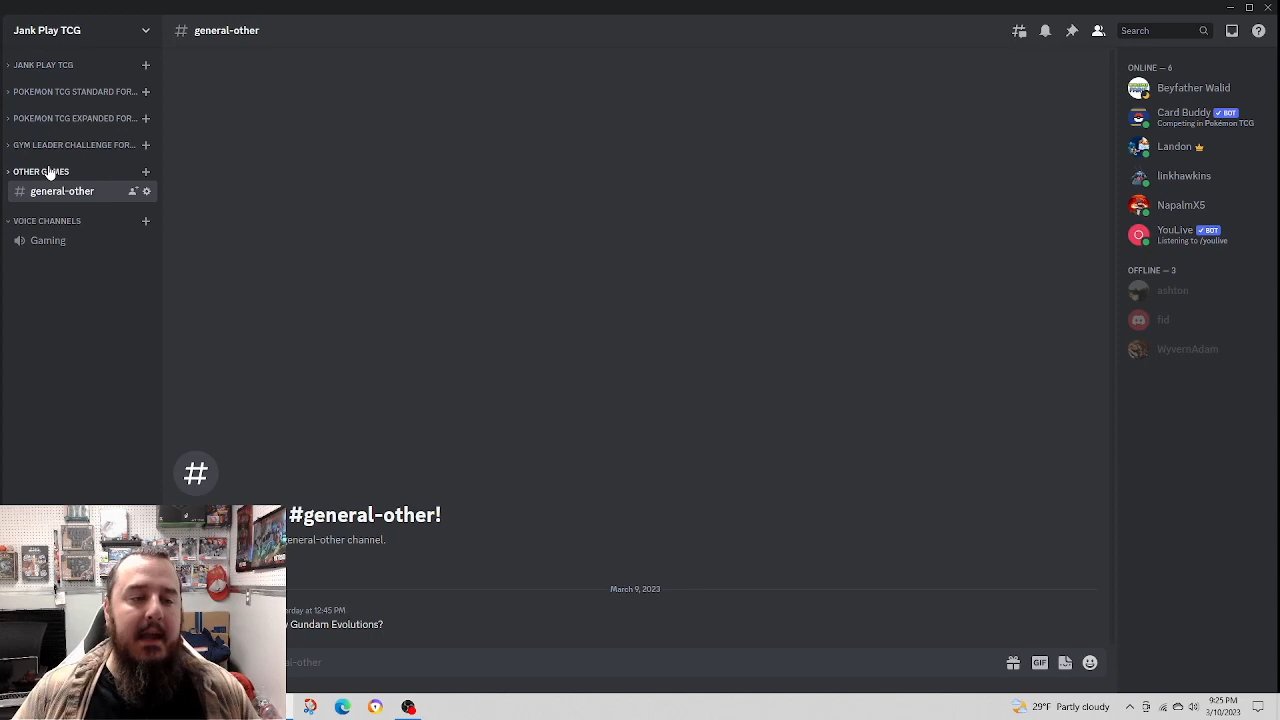 Jank Play TCG
# general-other
Search
JANK PLAY TCG
POKEMON TCG STANDARD FOR...
POKEMON TCG EXPANDED FOR...
GYM LEADER CHALLENGE FOR...
OTHER GAMES
general-other
VOICE CHANNELS
Gaming
#
#general-other!
eneral-other channel.
March 9, 2023
rday at 12:45 PM
Gundam Evolutions?
al-other
GIF
ONLINE — 6
Beyfather Walid
Card Buddy ✓ BOT
Competing in Pokémon TCG
Landon
linkhawkins
NapalmX5
YouLive ✓ BOT
Listening to /youlive
OFFLINE — 3
ashton
fid
WyvernAdam
29°F Partly cloudy
9:25 PM
3/10/2023